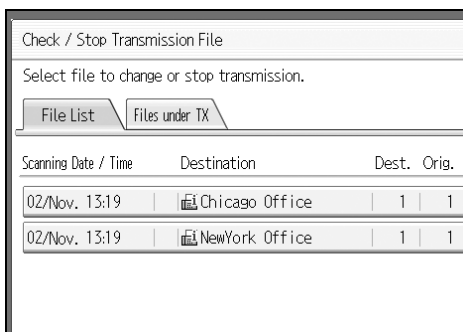 Check / Stop Transmission File
Select file to change or stop transmission.
File List Files under TX
Scanning Date / Time Destination Dest. Orig.
02/Nov. 13:19 Chicago Office 1 1
02/Nov. 13:19 NewYork Office 1 1